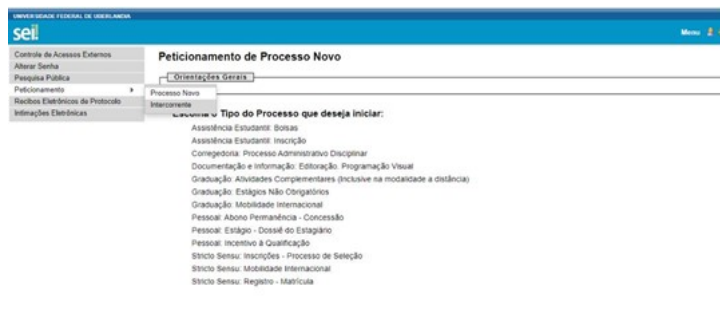 UNIVERSIDADE FEDERAL DE UBERLÂNDIA
sei!
Menu
Controle de Acessos Externos
Alterar Senha
Pesquisa Pública
Peticionamento
Recibos Eletrônicos de Protocolo
Intimações Eletrônicas
Processo Novo
Intercorrente
Peticionamento de Processo Novo
Orientações Gerais
Escolha o Tipo do Processo que deseja iniciar:
Assistência Estudantil: Bolsas
Assistência Estudantil: Inscrição
Corregedoria: Processo Administrativo Disciplinar
Documentação e Informação: Editoração. Programação Visual
Graduação: Atividades Complementares (Inclusive na modalidade a distância)
Graduação: Estágios Não Obrigatórios
Graduação: Mobilidade Internacional
Pessoal: Abono Permanência - Concessão
Pessoal: Estágio - Dossiê do Estagiário
Pessoal: Incentivo à Qualificação
Stricto Sensu: Inscrições - Processo de Seleção
Stricto Sensu: Mobilidade Internacional
Stricto Sensu: Registro - Matrícula